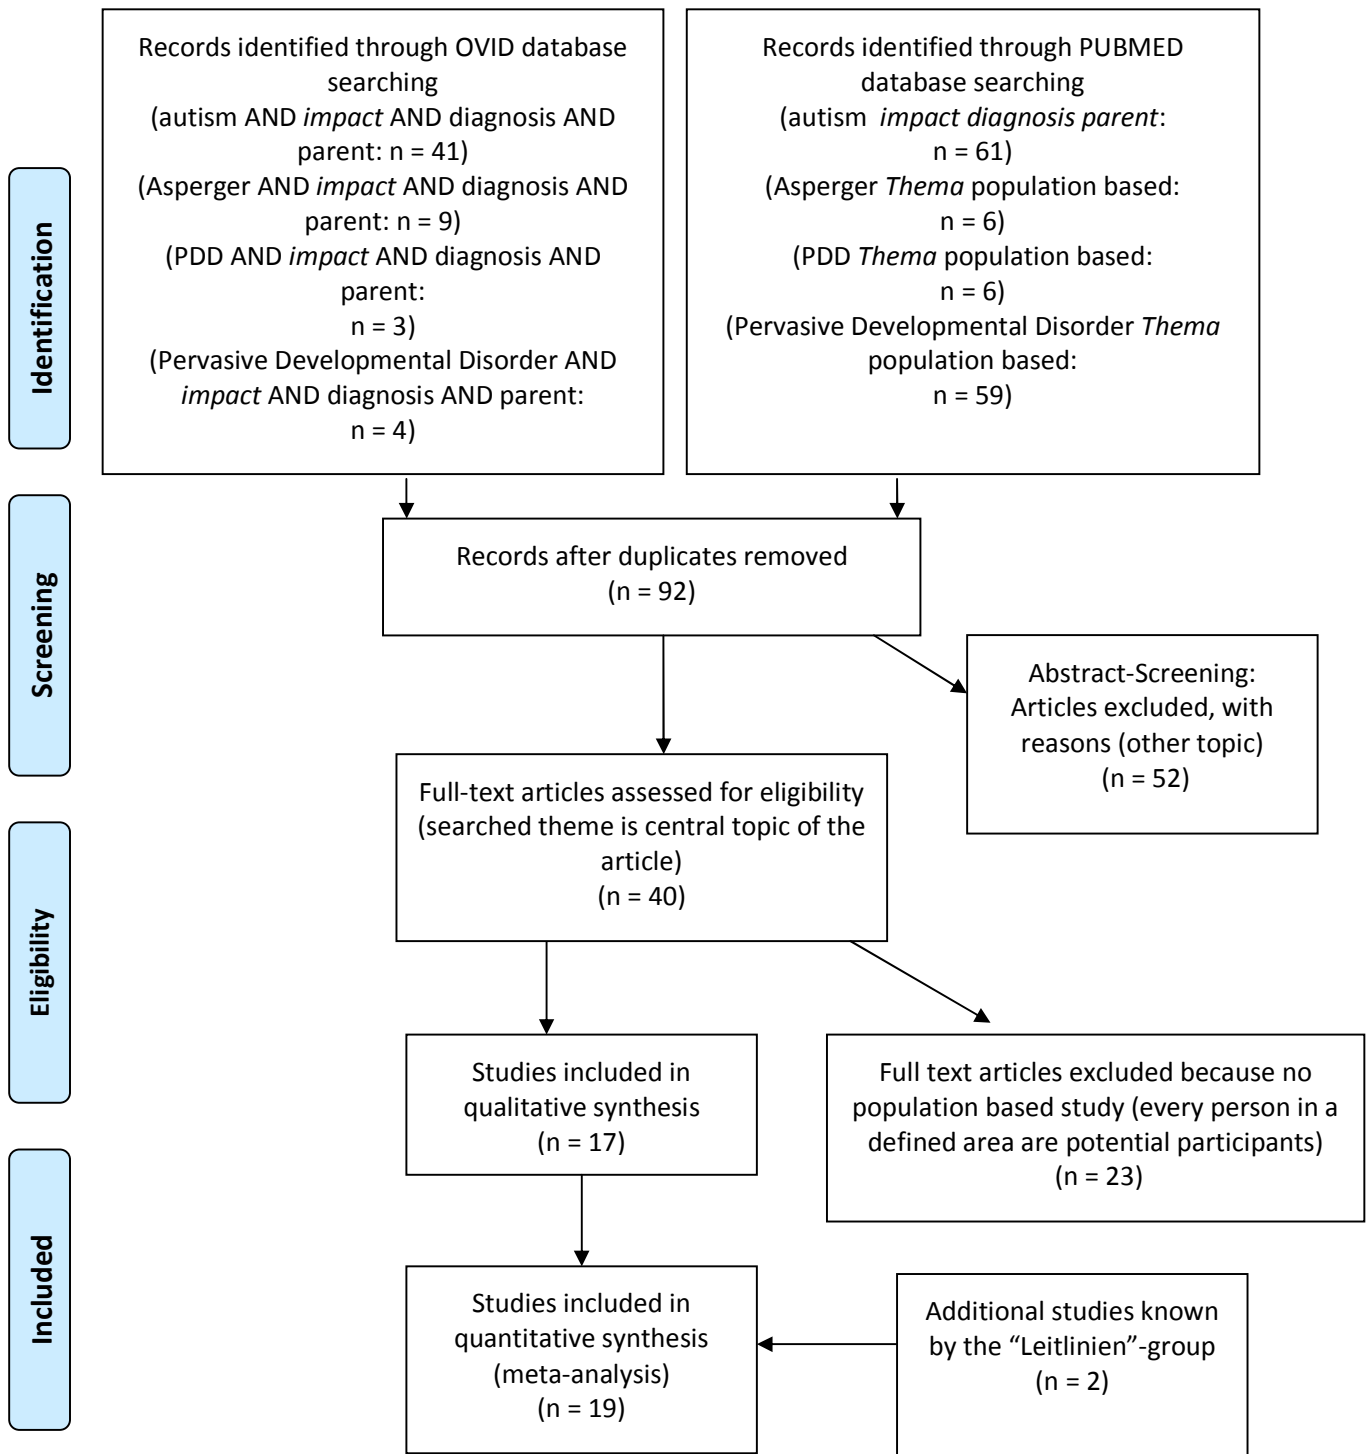 Records identified through OVID database
searching
(autism AND impact AND diagnosis AND
parent: n = 41)
(Asperger AND impact AND diagnosis AND
parent: n = 9)
(PDD AND impact AND diagnosis AND
parent:
n = 3)
(Pervasive Developmental Disorder AND
impact AND diagnosis AND parent:
n = 4)
Records identified through PUBMED
database searching
(autism impact diagnosis parent:
n = 61)
(Asperger Thema population based:
n = 6)
(PDD Thema population based:
n = 6)
(Pervasive Developmental Disorder Thema
population based:
n = 59)
Identification
Records after duplicates removed
(n = 92)
Screening
Abstract-Screening:
Articles excluded, with
reasons (other topic)
(n = 52)
Full-text articles assessed for eligibility
(searched theme is central topic of the
article)
(n = 40)
Eligibility
Studies included in
qualitative synthesis
(n = 17)
Full text articles excluded because no
population based study (every person in a
defined area are potential participants)
(n = 23)
Included
Studies included in
quantitative synthesis
(meta-analysis)
(n = 19)
Additional studies known
by the “Leitlinien”-group
(n = 2)